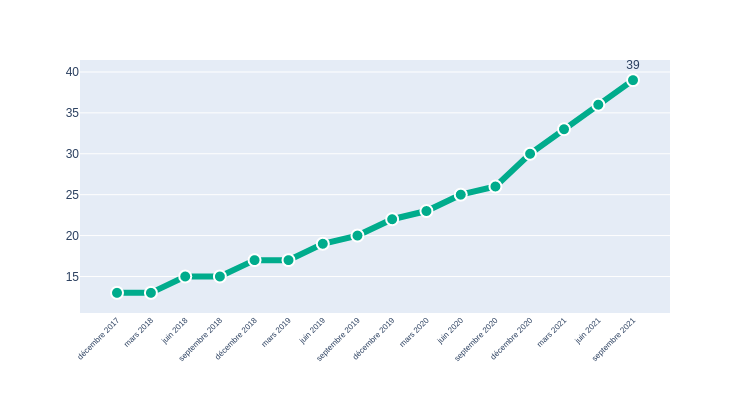 39
40
35
30
25
20
15
décembre 2017
mars 2018
juin 2018
septembre 2018
décembre 2018
mars 2019
juin 2019
septembre 2019
décembre 2019
mars 2020
juin 2020
septembre 2020
décembre 2020
mars 2021
juin 2021
septembre 2021